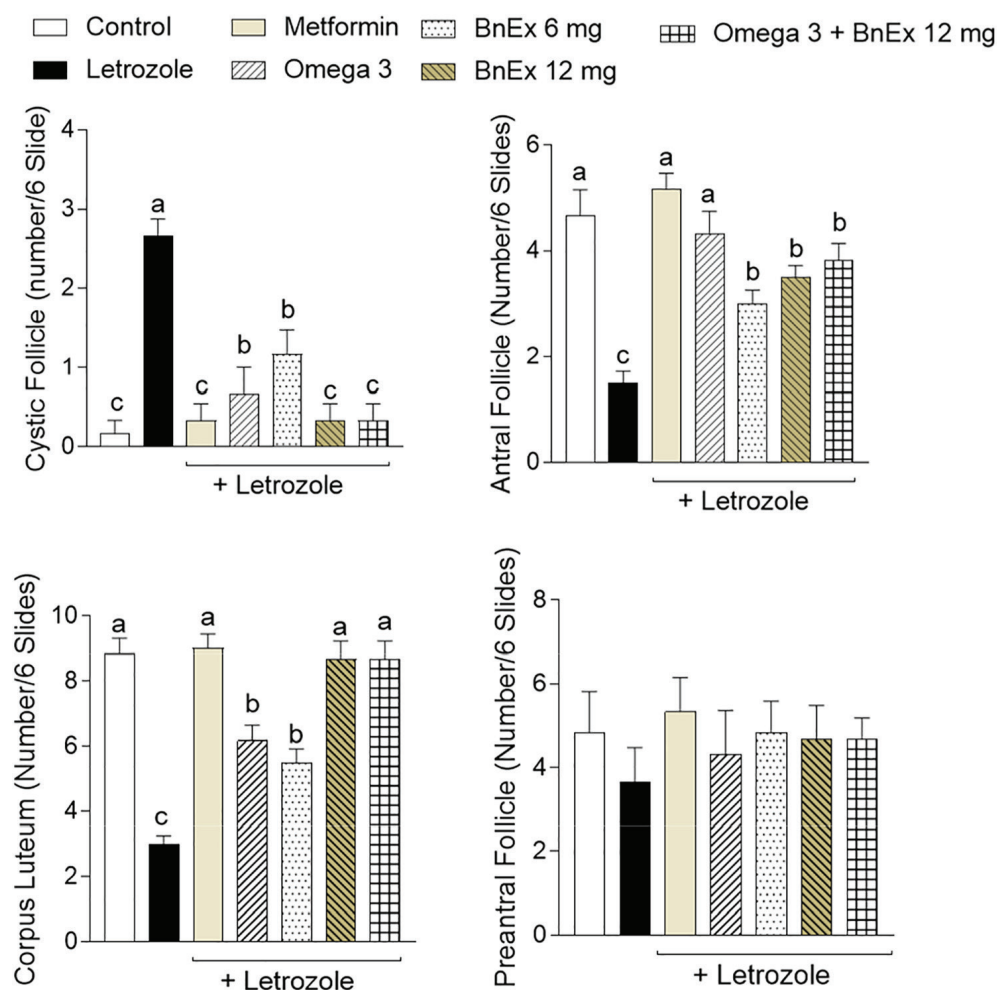 Control
Metformin
BnEx 6 mg
Omega 3 + BnEx 12 mg
Letrozole
Omega 3
BnEx 12 mg
Cystic Follicle (number/6 Slide)
4
3
2
1
0
c
a
c
b
b
c
c
+ Letrozole
Antral Follicle (Number/6 Slides)
6
4
2
0
a
c
a
a
b
b
b
+ Letrozole
Corpus Luteum (Number/6 Slides)
10
8
6
4
2
0
a
c
a
b
b
a
a
+ Letrozole
Preantral Follicle (Number/6 Slides)
8
6
4
2
0
+ Letrozole